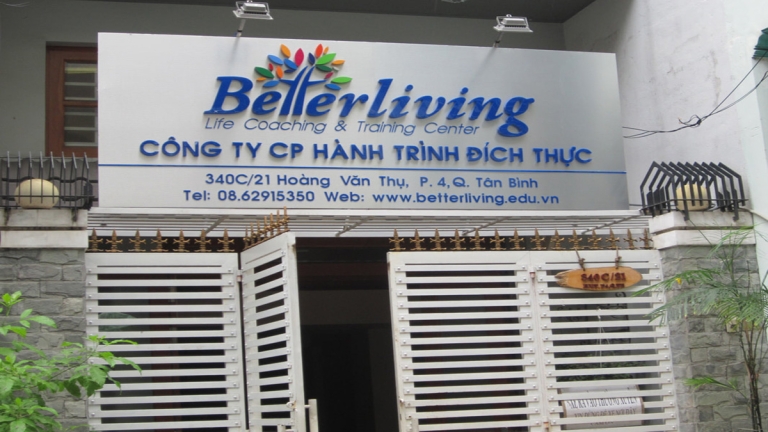 Betterliving
Life Coaching & Training Center
CÔNG TY CP HÀNH TRÌNH ĐÍCH THỰC
340C/21 Hoàng Văn Thụ, P. 4, Q. Tân Bình
Tel: 08.62915350 Web: www.betterliving.edu.vn
340C/21